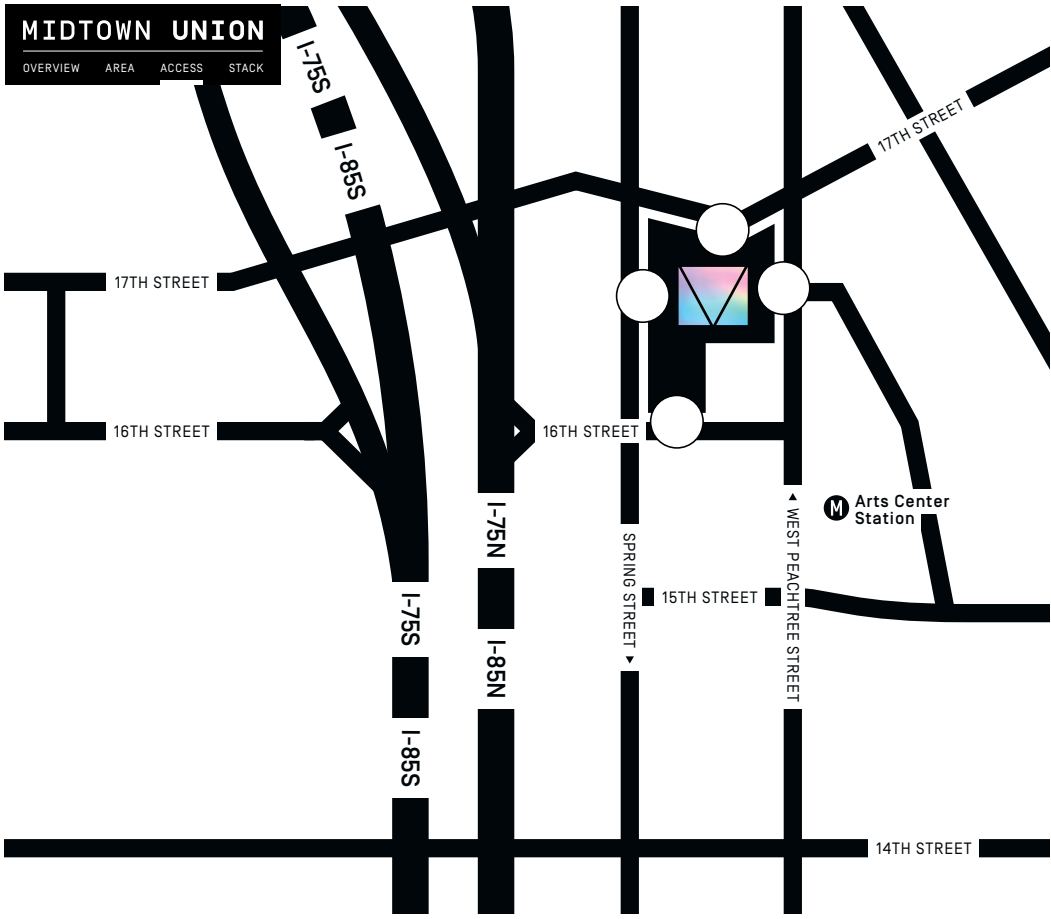 MIDTOWN UNION
OVERVIEW AREA ACCESS STACK
I-75S
I-85S
17TH STREET
17TH STREET
16TH STREET
16TH STREET
Arts Center
Station
M
I-75N
SPRING STREET
WEST PEACHTREE STREET
15TH STREET
I-75S
I-85N
I-85S
14TH STREET